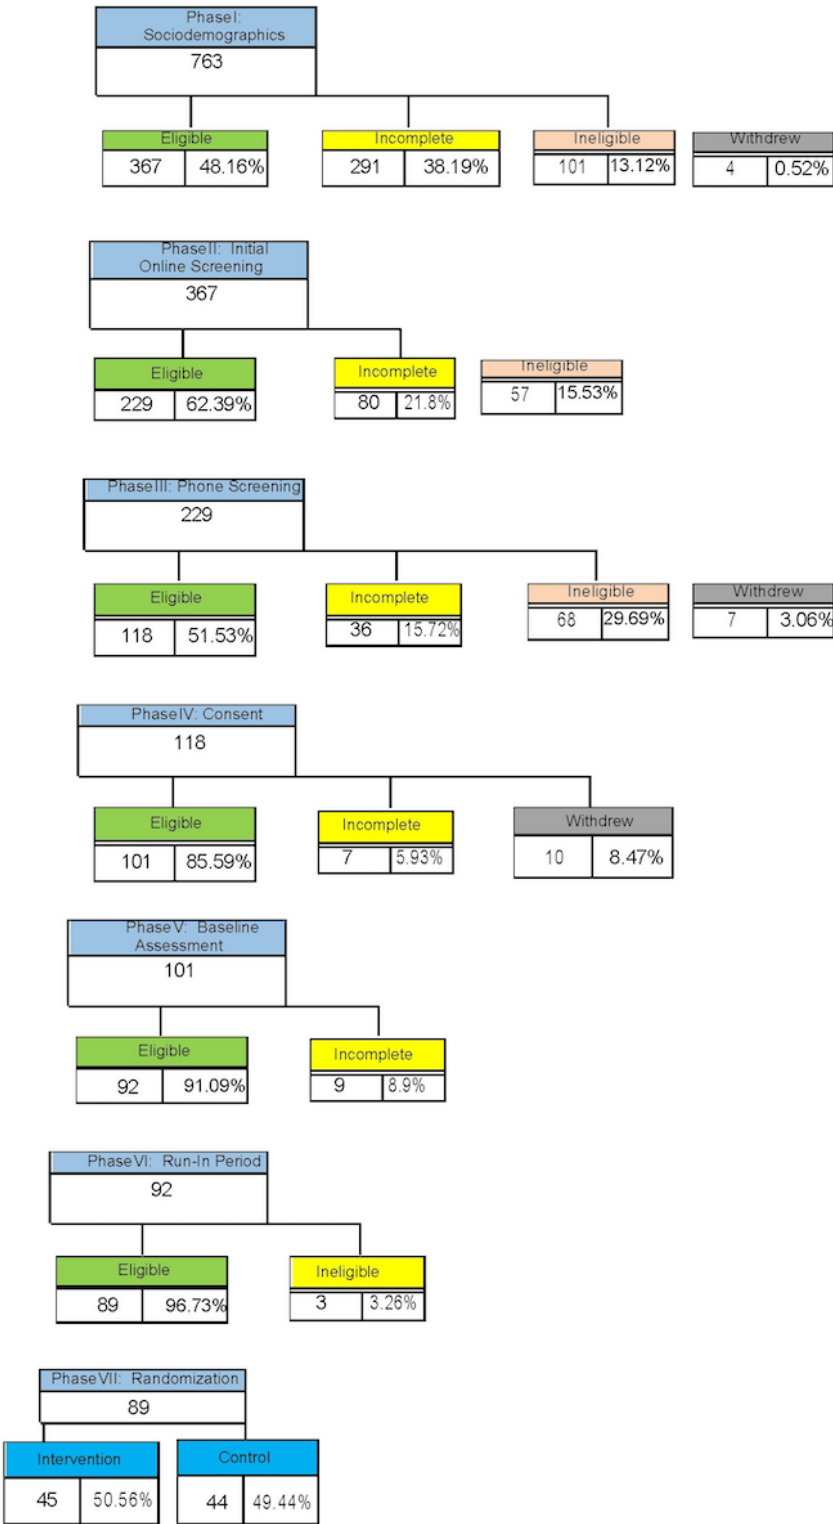 Phase I:
Sociodemographics
763
Eligible Incomplete Ineligible Withdrew
367 48.16% 291 38.19% 101 13.12% 4 0.52%
Phase II: Initial
Online Screening
367
Eligible Incomplete Ineligible
229 62.39% 80 21.8% 57 15.53%
Phase III: Phone Screening
229
Eligible Incomplete Ineligible Withdrew
118 51.53% 36 15.72% 68 29.69% 7 3.06%
Phase IV: Consent
118
Eligible Incomplete Withdrew
101 85.59% 7 5.93% 10 8.47%
Phase V: Baseline
Assessment
101
Eligible Incomplete
92 91.09% 9 8.9%
Phase VI: Run-In Period
92
Eligible Ineligible
89 96.73% 3 3.26%
Phase VII: Randomization
89
Intervention Control
45 50.56% 44 49.44%